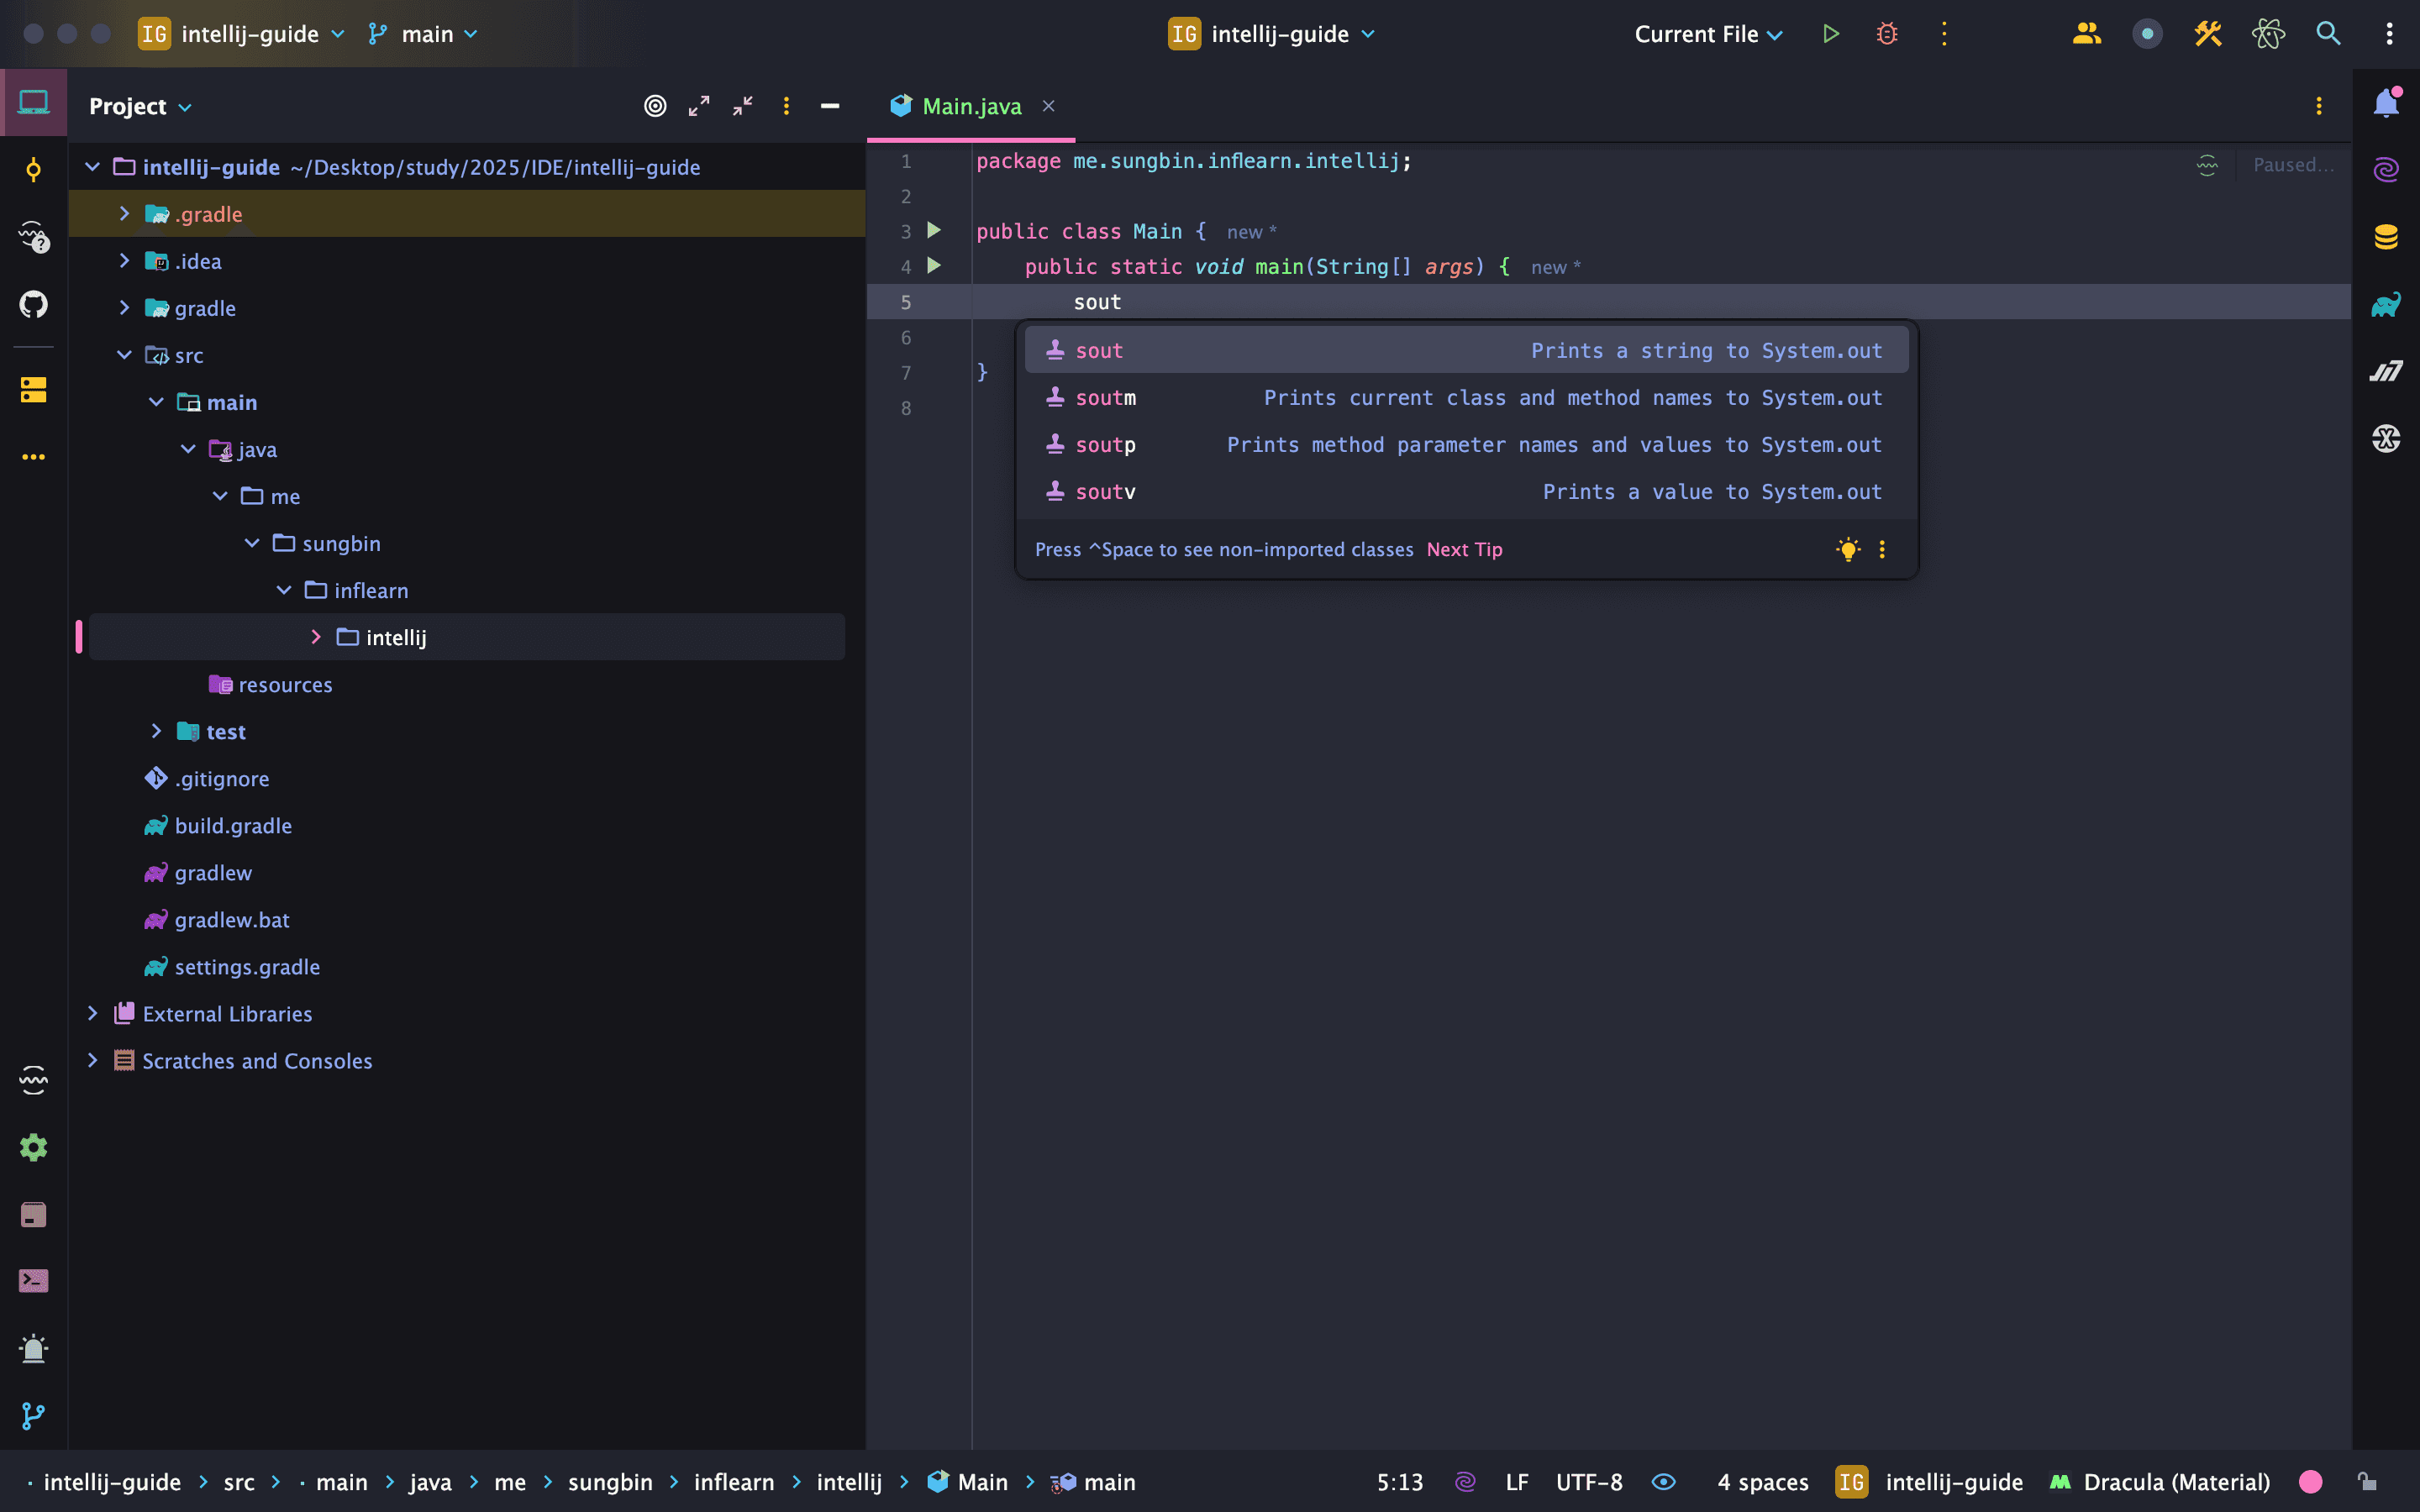 IG intellij-guide main
IG intellij-guide
Current File
Project
Main.java
intellij-guide ~/Desktop/study/2025/IDE/intellij-guide
.gradle
.idea
gradle
src
main
java
me
sungbin
inflearn
intellij
resources
test
.gitignore
build.gradle
gradlew
gradlew.bat
settings.gradle
External Libraries
Scratches and Consoles
1 package me.sungbin.inflearn.intellij;
Paused...
2
3 public class Main { new *
4 public static void main(String[] args) { new *
5 sout
6
7 }
8
sout Prints a string to System.out
soutm Prints current class and method names to System.out
soutp Prints method parameter names and values to System.out
soutv Prints a value to System.out
Press ^Space to see non-imported classes Next Tip
intellij-guide > src > main > java > me > sungbin > inflearn > intellij > Main > main
5:13 LF UTF-8 4 spaces IG intellij-guide Dracula (Material)